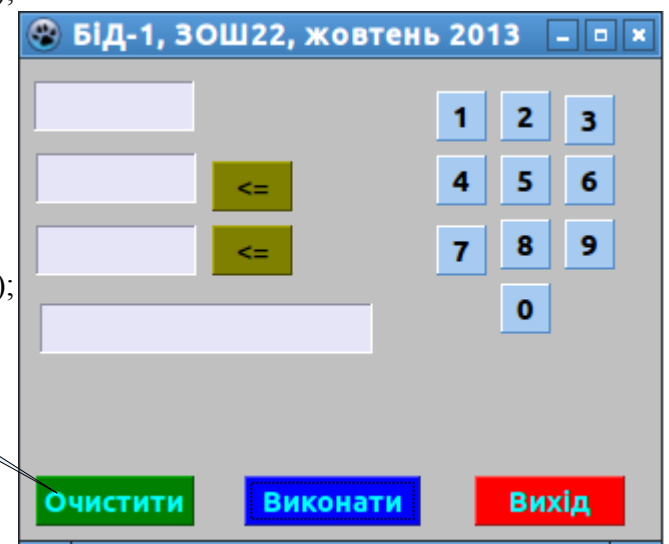 );
БіД-1, ЗОШ22, жовтень 2013
1 2 3
<= 4 5 6
<= 7 8 9
);
0
Очистити Виконати Вихід